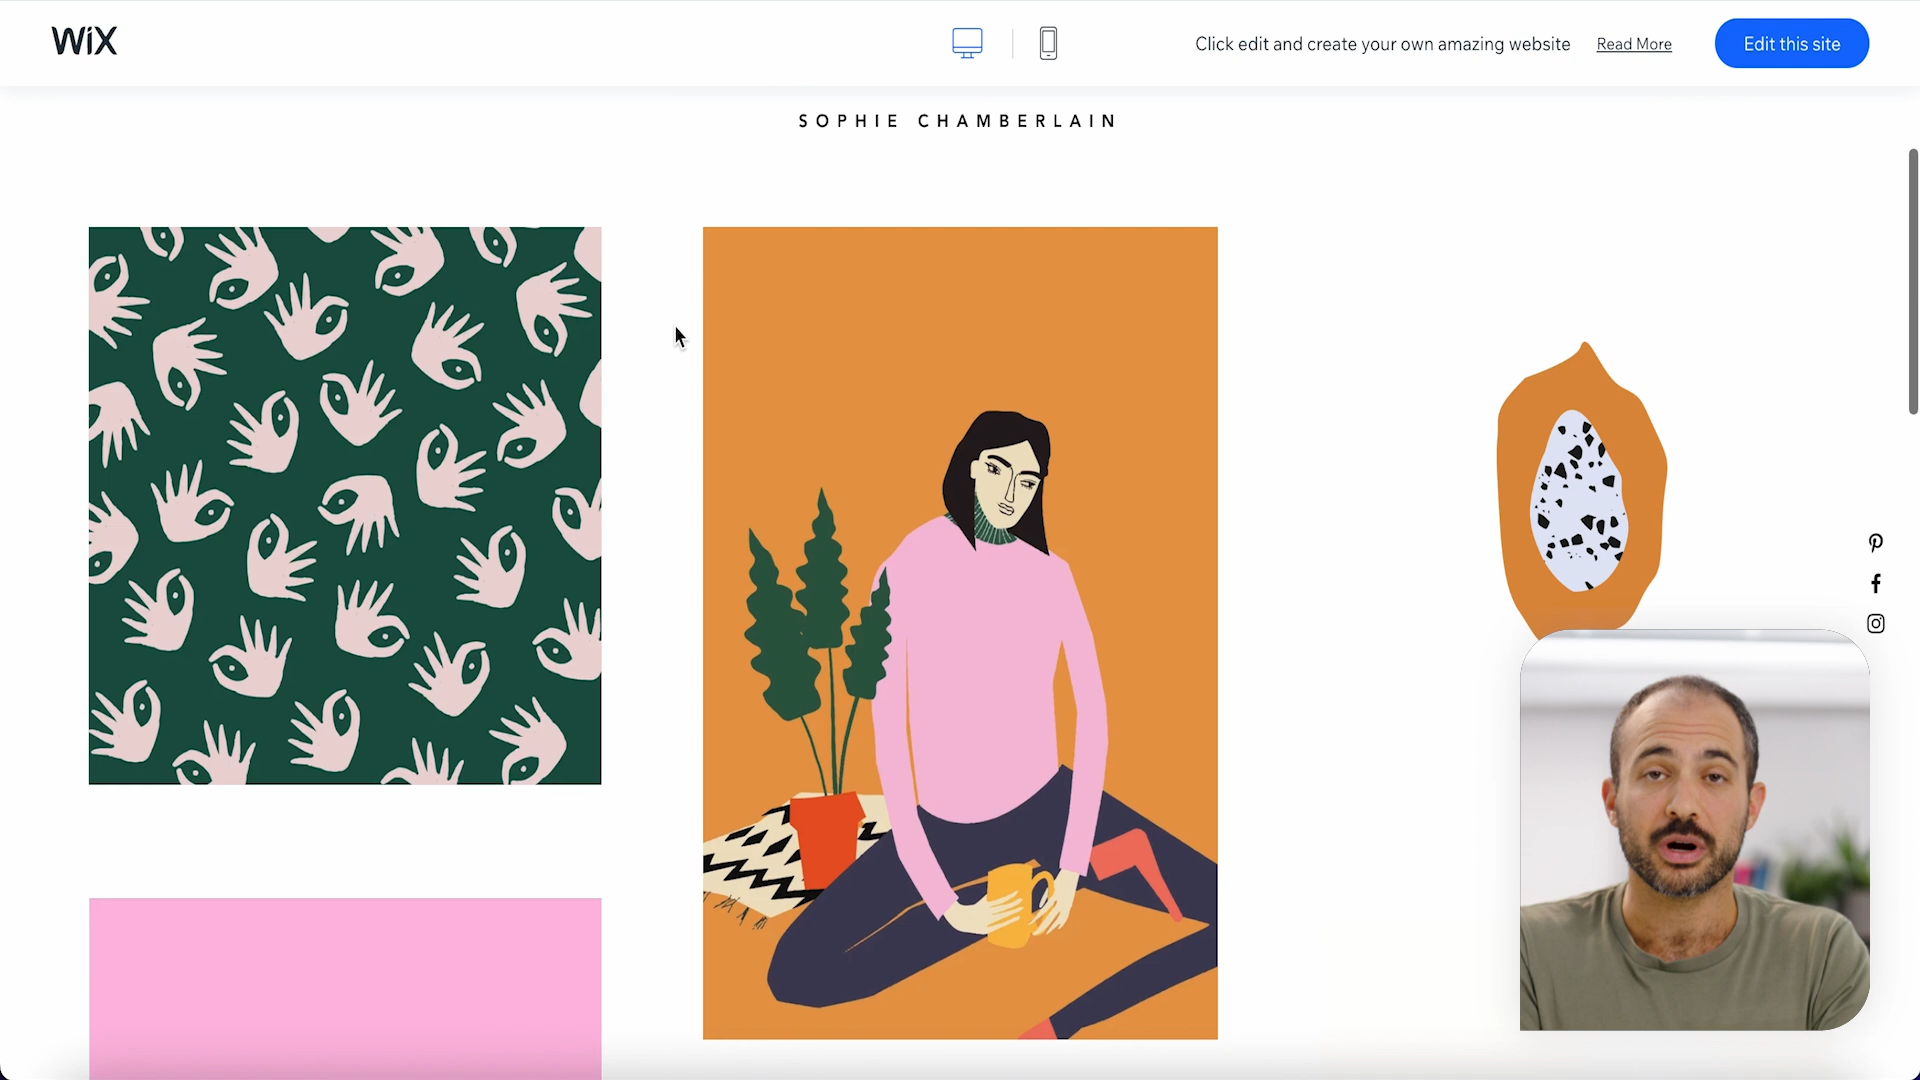 WiX
Click edit and create your own amazing website
Read More
Edit this site
SOPHIE CHAMBERLAIN